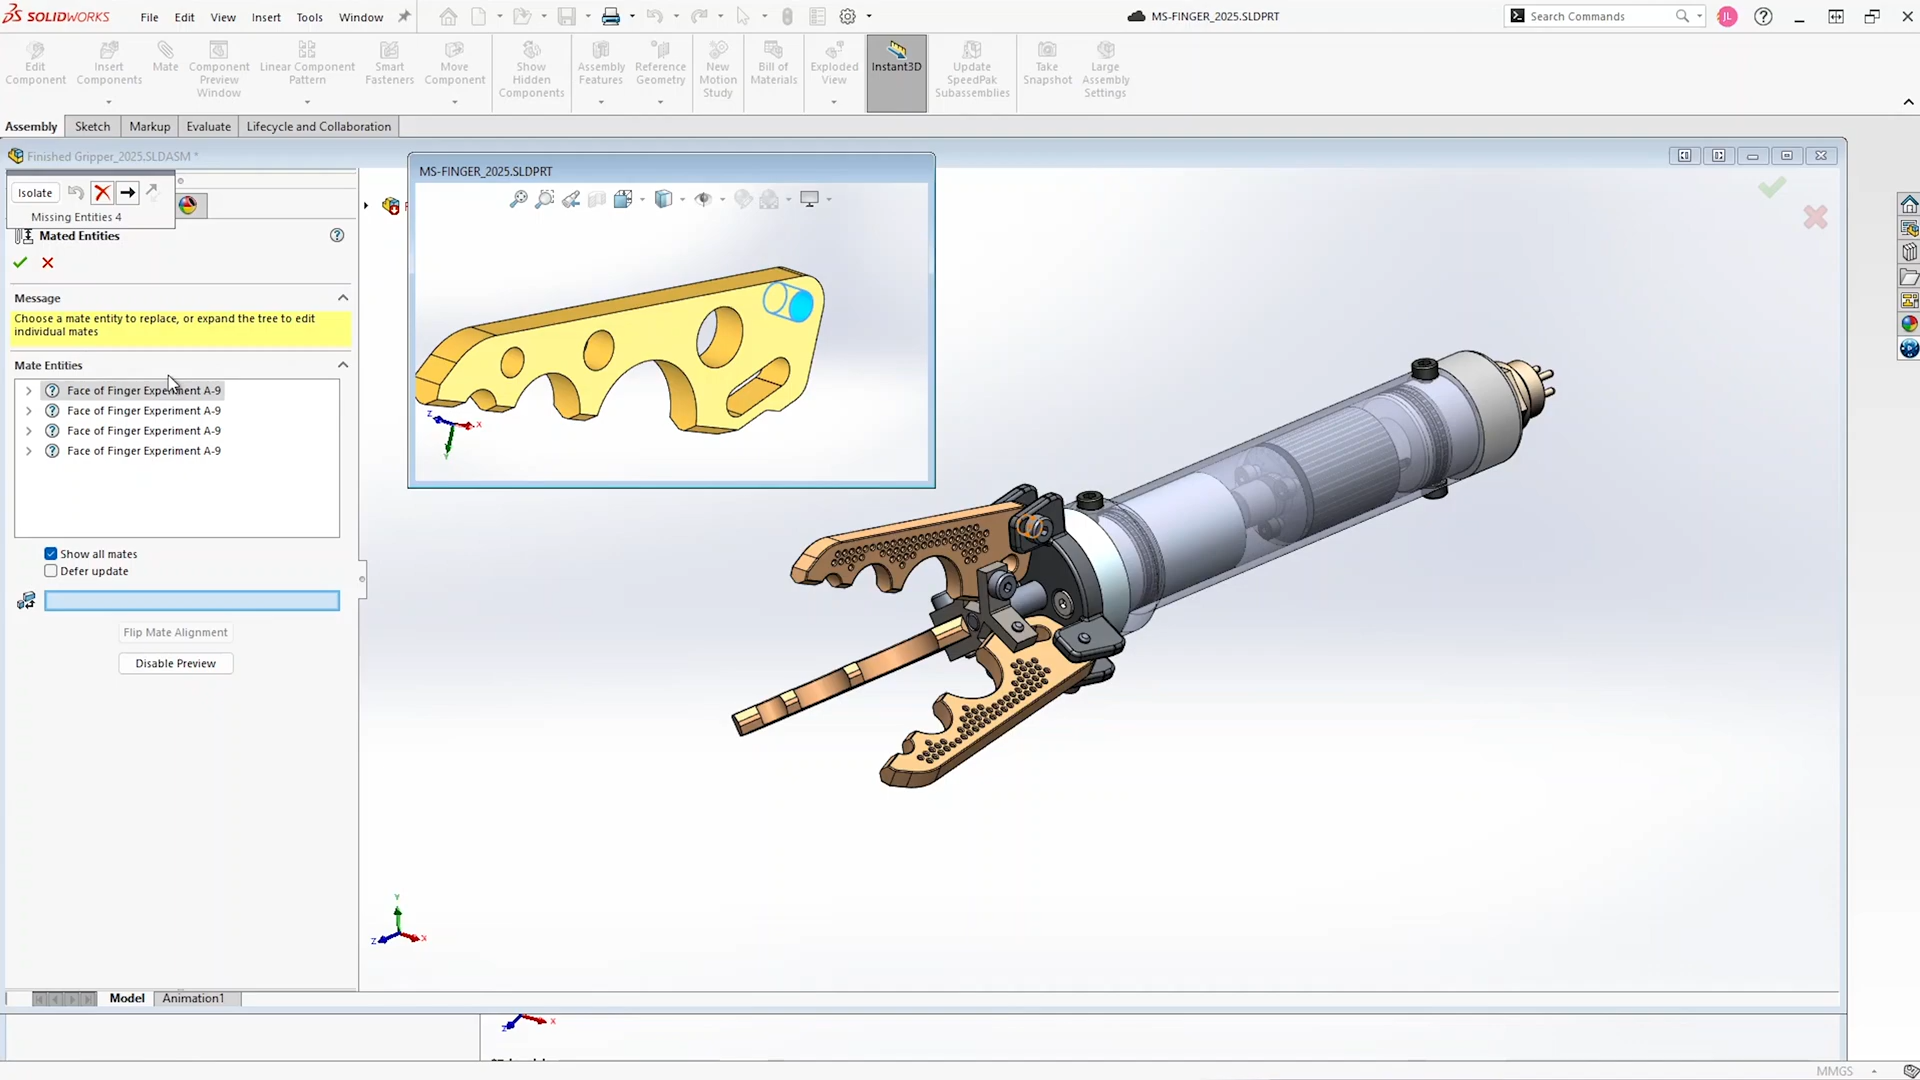 SOLIDWORKS File Edit View Insert Tools Window MS-FINGER_2025.SLDPRT Search Commands JL
Edit Component
Insert Components
Mate
Component Preview Window
Linear Component Pattern
Smart Fasteners
Move Component
Show Hidden Components
Assembly Features
Reference Geometry
New Motion Study
Bill of Materials
Exploded View
Instant3D
Update SpeedPak Subassemblies
Take Snapshot
Large Assembly Settings
Assembly Sketch Markup Evaluate Lifecycle and Collaboration
Finished Gripper_2025.SLDASM *
Isolate
Missing Entities 4
Mated Entities
Message
Choose a mate entity to replace, or expand the tree to edit
individual mates
Mate Entities
Face of Finger Experiment A-9
Face of Finger Experiment A-9
Face of Finger Experiment A-9
Face of Finger Experiment A-9
Show all mates
Defer update
Flip Mate Alignment
Disable Preview
MS-FINGER_2025.SLDPRT
Z X
Y
Y
Z X
Model Animation1
Z X
MMGS